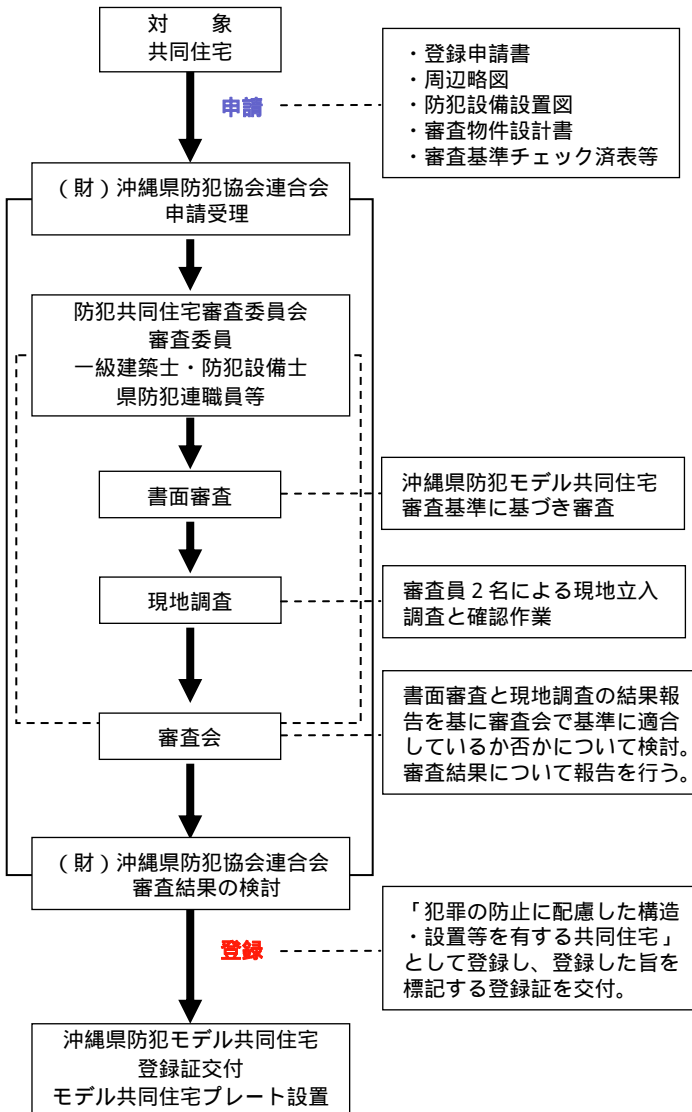 対　　象
共同住宅
申請
・登録申請書
・周辺略図
・防犯設備設置図
・審査物件設計書
・審査基準チェック済表等
（財）沖縄県防犯協会連合会
申請受理
防犯共同住宅審査委員会
審査委員
一級建築士・防犯設備士
県防犯連職員等
書面審査
沖縄県防犯モデル共同住宅
審査基準に基づき審査
現地調査
審査員２名による現地立入
調査と確認作業
審査会
書面審査と現地調査の結果報
告を基に審査会で基準に適合
しているか否かについて検討。
審査結果について報告を行う。
（財）沖縄県防犯協会連合会
審査結果の検討
登録
「犯罪の防止に配慮した構造
・設置等を有する共同住宅」
として登録し、登録した旨を
標記する登録証を交付。
沖縄県防犯モデル共同住宅
登録証交付
モデル共同住宅プレート設置